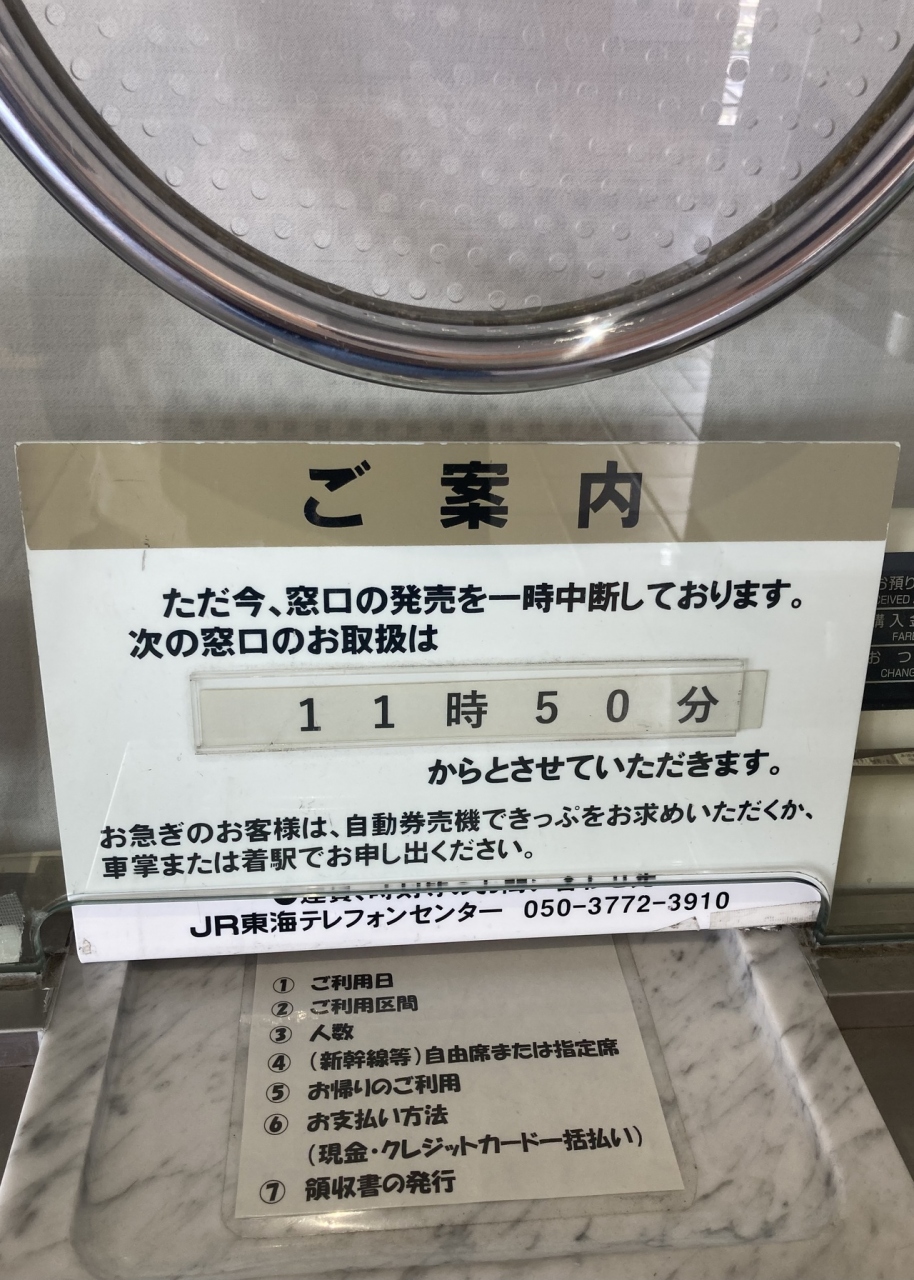 ご案内
ただ今、窓口の発売を一時中断しております。
次の窓口のお取扱は
11時50分
からとさせていただきます。
お急ぎのお客様は、自動券売機できっぷをお求めいただくか、
車掌または着駅でお申し出ください。
JR東海テレフォンセンター 050-3772-3910
① ご利用日
② ご利用区間
③ 人数
④ (新幹線等)自由席または指定席
⑤ お帰りのご利用
⑥ お支払い方法
(現金・クレジットカード一括払い)
⑦ 領収書の発行
お預り
購入
おつ
CHANG